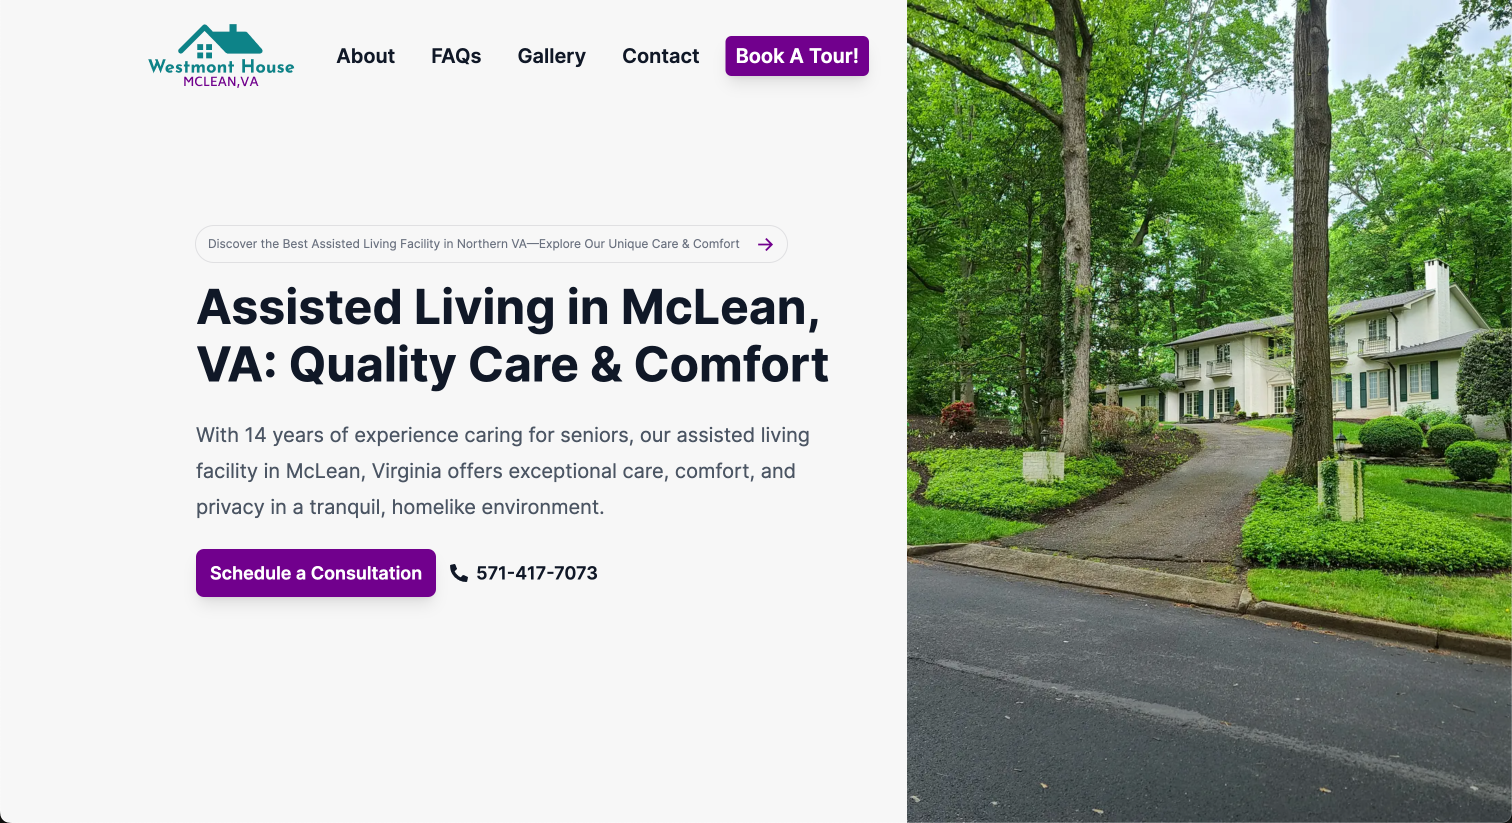 Westmont House
MCLEAN,VA
About
FAQs
Gallery
Contact
Book A Tour!
Discover the Best Assisted Living Facility in Northern VA—Explore Our Unique Care & Comfort
Assisted Living in McLean,
VA: Quality Care & Comfort
With 14 years of experience caring for seniors, our assisted living
facility in McLean, Virginia offers exceptional care, comfort, and
privacy in a tranquil, homelike environment.
Schedule a Consultation
571-417-7073